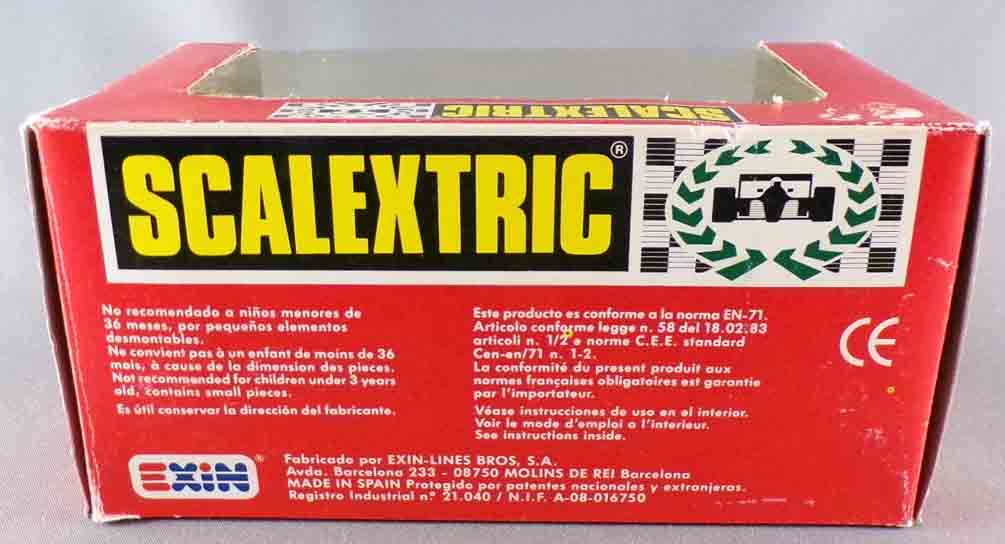 SCALEXTRIC
SCALEXTRIC®
No recomendado a niños menores de
36 meses, por pequeños elementos
desmontables.
Ne convient pas à un enfant de moins de 36
mois, à cause de la dimension des pieces.
Not recommended for children under 3 years
old, contains small pieces.
Es útil conservar la dirección del fabricante.
Este producto es conforme a la norma EN-71.
Articolo conforme legge n. 58 del 18.02.83
articoli n. 1/2 e norme C.E.E. standard
Cen-en/71 n. 1-2.
La conformité du present produit aux
normes françaises obligatoires est garantie
par l'importateur.
Véase instrucciones de uso en el interior.
Voir le mode d'emploi a l'interieur.
See instructions inside.
CE
EXIN®
Fabricado por EXIN-LINES BROS, S.A.
Avda. Barcelona 233 - 08750 MOLINS DE REI Barcelona
MADE IN SPAIN Protegido por patentes nacionales y extranjeras.
Registro Industrial n.º 21.040 / N.I.F. A-08-016750